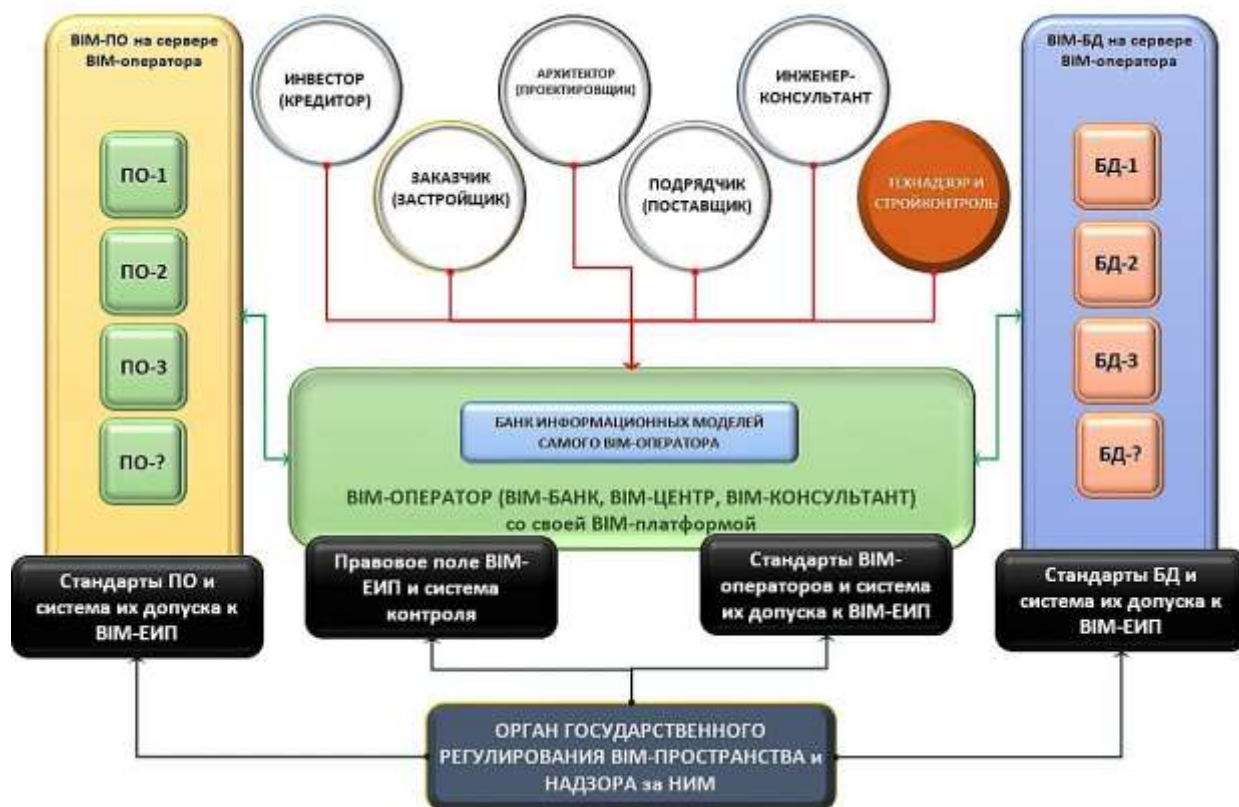 BIM-ПО на сервере
BIM-оператора
ПО-1
ПО-2
ПО-3
ПО-?
ИНВЕСТОР
(КРЕДИТОР)
ЗАКАЗЧИК
(ЗАСТРОЙЩИК)
АРХИТЕКТОР
(ПРОЕКТИРОВЩИК)
ПОДРЯДЧИК
(ПОСТАВЩИК)
ИНЖЕНЕР-
КОНСУЛЬТАНТ
ТЕХНАДЗОР И
СТРОЙКОНТРОЛЬ
BIM-БД на сервере
BIM-оператора
БД-1
БД-2
БД-3
БД-?
БАНК ИНФОРМАЦИОННЫХ МОДЕЛЕЙ
САМОГО BIM-ОПЕРАТОРА
BIM-ОПЕРАТОР (BIM-БАНК, BIM-ЦЕНТР, BIM-КОНСУЛЬТАНТ)
со своей BIM-платформой
Стандарты ПО и
система их допуска к
BIM-ЕИП
Правовое поле BIM-
ЕИП и система
контроля
Стандарты BIM-
операторов и система
их допуска к BIM-ЕИП
Стандарты БД и
система их допуска к
BIM-ЕИП
ОРГАН ГОСУДАРСТВЕННОГО
РЕГУЛИРОВАНИЯ BIM-ПРОСТРАНСТВА и
НАДЗОРА за НИМ